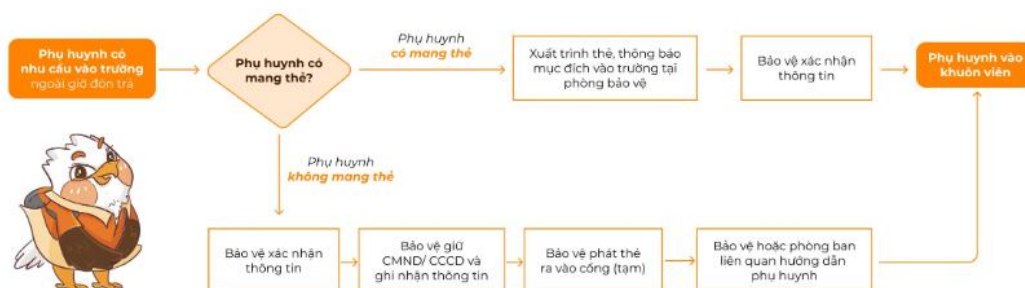 Phụ huynh có
nhu cầu vào trường
ngoài giờ đón trả
Phụ huynh có
mang thẻ?
Phụ huynh
có mang thẻ
Xuất trình thẻ, thông báo
mục đích vào trường tại
phòng bảo vệ
Bảo vệ xác nhận
thông tin
Phụ huynh vào
khuôn viên
Phụ huynh
không mang thẻ
Bảo vệ xác nhận
thông tin
Bảo vệ giữ
CMND/ CCCD và
ghi nhận thông tin
Bảo vệ phát thẻ
ra vào cổng (tạm)
Bảo vệ hoặc phòng ban
liên quan hướng dẫn
phụ huynh